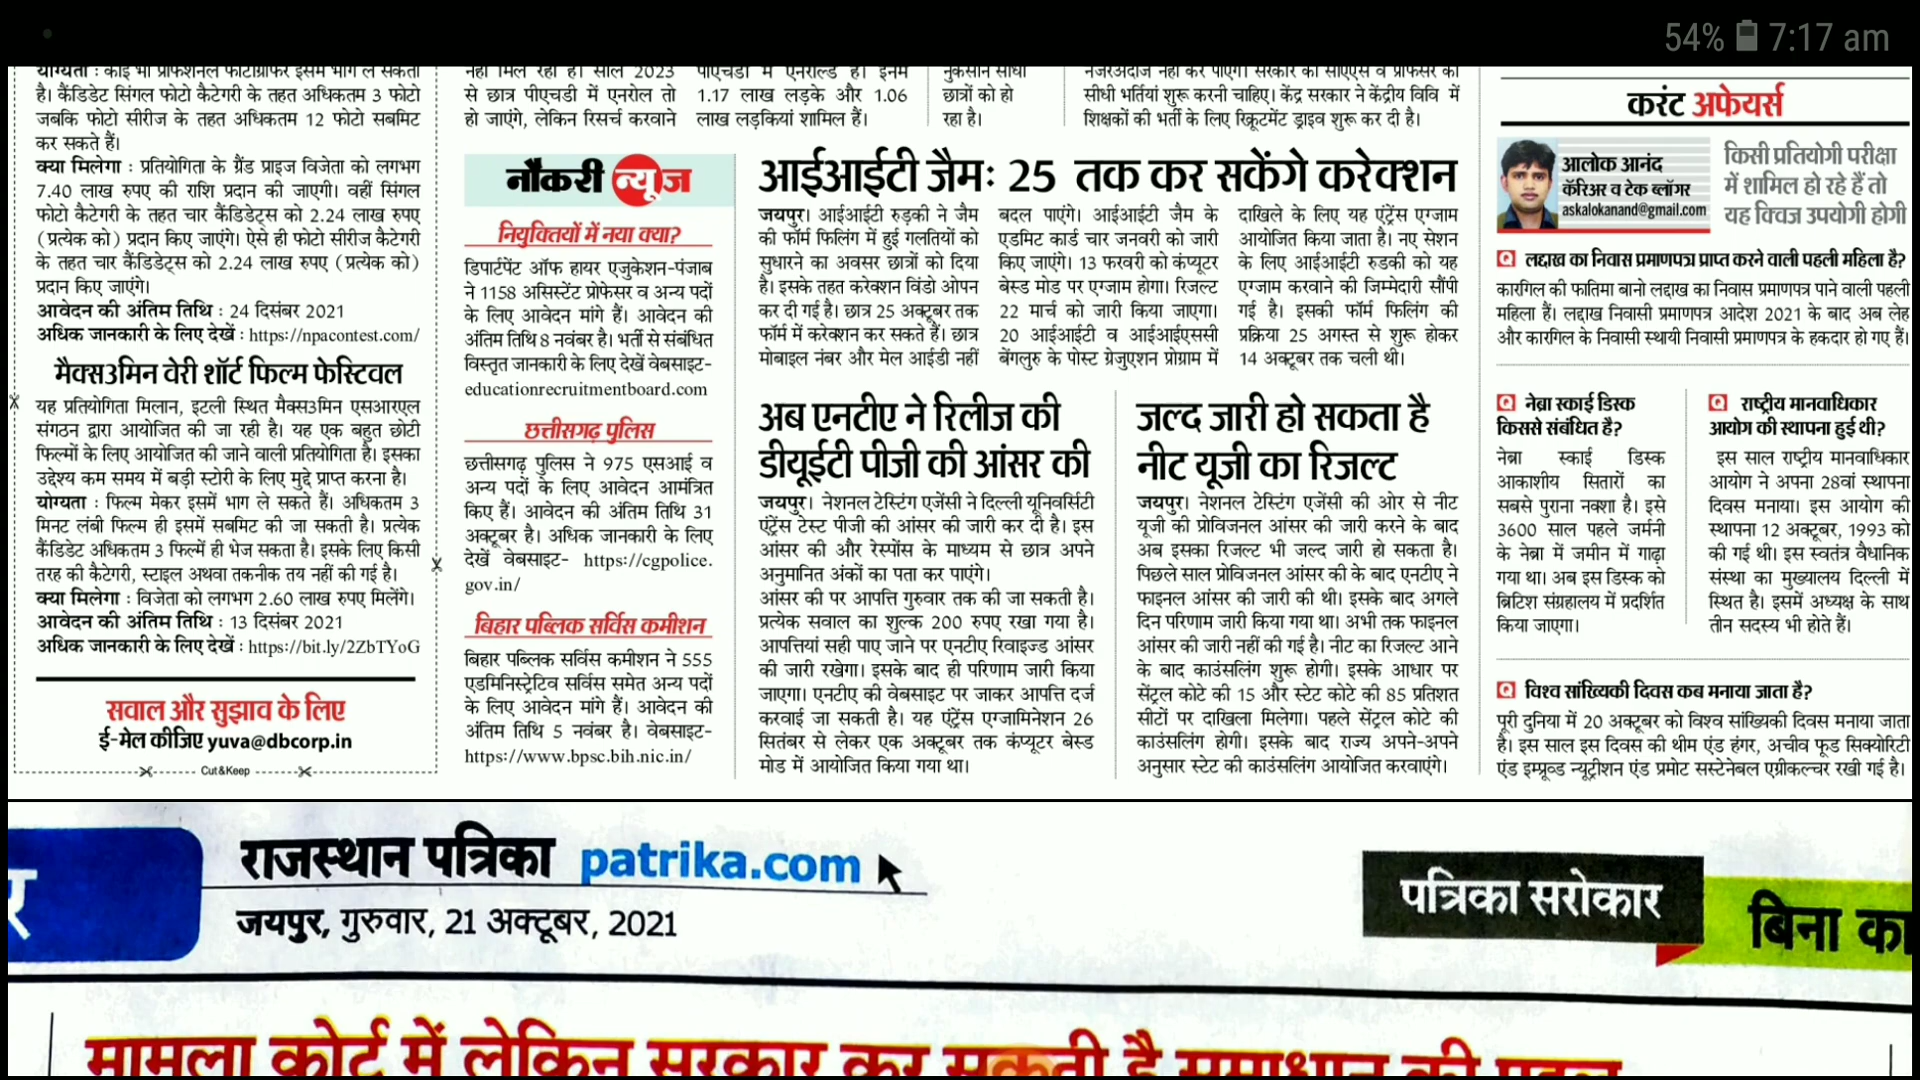 54% 7:17 am
योग्यता : कोई भी प्रोफेशनल फोटोग्राफर इसमें भाग ले सकता
है। कैंडिडेट सिंगल फोटो कैटेगरी के तहत अधिकतम 3 फोटो
जबकि फोटो सीरीज के तहत अधिकतम 12 फोटो सबमिट
कर सकते हैं।
क्या मिलेगा : प्रतियोगिता के ग्रैंड प्राइज विजेता को लगभग
7.40 लाख रुपए की राशि प्रदान की जाएगी। वहीं सिंगल
फोटो कैटेगरी के तहत चार कैंडिडेट्स को 2.24 लाख रुपए
(प्रत्येक को) प्रदान किए जाएंगे। ऐसे ही फोटो सीरीज कैटेगरी
के तहत चार कैंडिडेट्स को 2.24 लाख रुपए (प्रत्येक को)
प्रदान किए जाएंगे।
आवेदन की अंतिम तिथि : 24 दिसंबर 2021
अधिक जानकारी के लिए देखें : https://npacontest.com/
मैक्स3मिन वेरी शॉर्ट फिल्म फेस्टिवल
यह प्रतियोगिता मिलान, इटली स्थित मैक्स3मिन एसआरएल
संगठन द्वारा आयोजित की जा रही है। यह एक बहुत छोटी
फिल्मों के लिए आयोजित की जाने वाली प्रतियोगिता है। इसका
उद्देश्य कम समय में बड़ी स्टोरी के लिए मुद्दे प्राप्त करना है।
योग्यता : फिल्म मेकर इसमें भाग ले सकते हैं। अधिकतम 3
मिनट लंबी फिल्म ही इसमें सबमिट की जा सकती है। प्रत्येक
कैंडिडेट अधिकतम 3 फिल्में ही भेज सकता है। इसके लिए किसी
तरह की कैटेगरी, स्टाइल अथवा तकनीक तय नहीं की गई है।
क्या मिलेगा : विजेता को लगभग 2.60 लाख रुपए मिलेंगे।
आवेदन की अंतिम तिथि : 13 दिसंबर 2021
अधिक जानकारी के लिए देखें : https://bit.ly/2ZbTYoG
सवाल और सुझाव के लिए
ई-मेल कीजिए yuva@dbcorp.in
Cut&Keep
नहीं मिल रहा है। साल 2023
से छात्र पीएचडी में एनरोल तो
हो जाएंगे, लेकिन रिसर्च करवाने
पीएचडी में एनरोल्ड हैं। इनमें
1.17 लाख लड़के और 1.06
लाख लड़कियां शामिल हैं।
नुकसान सीधा
छात्रों को हो
रहा है।
नजरअंदाज नहीं कर पाएंगे। सरकार को सीएएस व प्रोफेसर की
सीधी भर्तियां शुरू करनी चाहिए। केंद्र सरकार ने केंद्रीय विवि में
शिक्षकों की भर्ती के लिए रिक्रूटमेंट ड्राइव शुरू कर दी है।
नौकरी न्यूज
नियुक्तियों में नया क्या?
डिपार्टपेंट ऑफ हायर एजुकेशन-पंजाब
ने 1158 असिस्टेंट प्रोफेसर व अन्य पदों
के लिए आवेदन मांगे हैं। आवेदन की
अंतिम तिथि 8 नवंबर है। भर्ती से संबंधित
विस्तृत जानकारी के लिए देखें वेबसाइट-
educationrecruitmentboard.com
छत्तीसगढ़ पुलिस
छत्तीसगढ़ पुलिस ने 975 एसआई व
अन्य पदों के लिए आवेदन आमंत्रित
किए हैं। आवेदन की अंतिम तिथि 31
अक्टूबर है। अधिक जानकारी के लिए
देखें वेबसाइट- https://cgpolice.
gov.in/
बिहार पब्लिक सर्विस कमीशन
बिहार पब्लिक सर्विस कमीशन ने 555
एडमिनिस्ट्रेटिव सर्विस समेत अन्य पदों
के लिए आवेदन मांगे हैं। आवेदन की
अंतिम तिथि 5 नवंबर है। वेबसाइट-
https://www.bpsc.bih.nic.in/
आईआईटी जैमः 25 तक कर सकेंगे करेक्शन
जयपुर। आईआईटी रुड़की ने जैम
की फॉर्म फिलिंग में हुई गलतियों को
सुधारने का अवसर छात्रों को दिया
है। इसके तहत करेक्शन विंडो ओपन
कर दी गई है। छात्र 25 अक्टूबर तक
फॉर्म में करेक्शन कर सकते हैं। छात्र
मोबाइल नंबर और मेल आईडी नहीं
बदल पाएंगे। आईआईटी जैम के
एडमिट कार्ड चार जनवरी को जारी
किए जाएंगे। 13 फरवरी को कंप्यूटर
बेस्ड मोड पर एग्जाम होगा। रिजल्ट
22 मार्च को जारी किया जाएगा।
20 आईआईटी व आईआईएससी
बेंगलुरु के पोस्ट ग्रेजुएशन प्रोग्राम में
दाखिले के लिए यह एंट्रेंस एग्जाम
आयोजित किया जाता है। नए सेशन
के लिए आईआईटी रुडकी को यह
एग्जाम करवाने की जिम्मेदारी सौंपी
गई है। इसकी फॉर्म फिलिंग की
प्रक्रिया 25 अगस्त से शुरू होकर
14 अक्टूबर तक चली थी।
अब एनटीए ने रिलीज की
डीयूईटी पीजी की आंसर की
जयपुर। नेशनल टेस्टिंग एजेंसी ने दिल्ली यूनिवर्सिटी
एंट्रेंस टेस्ट पीजी की आंसर की जारी कर दी है। इस
आंसर की और रेस्पोंस के माध्यम से छात्र अपने
अनुमानित अंकों का पता कर पाएंगे।
आंसर की पर आपत्ति गुरुवार तक की जा सकती है।
प्रत्येक सवाल का शुल्क 200 रुपए रखा गया है।
आपत्तियां सही पाए जाने पर एनटीए रिवाइज्ड आंसर
की जारी रखेगा। इसके बाद ही परिणाम जारी किया
जाएगा। एनटीए की वेबसाइट पर जाकर आपत्ति दर्ज
करवाई जा सकती है। यह एंट्रेंस एग्जामिनेशन 26
सितंबर से लेकर एक अक्टूबर तक कंप्यूटर बेस्ड
मोड में आयोजित किया गया था।
जल्द जारी हो सकता है
नीट यूजी का रिजल्ट
जयपुर। नेशनल टेस्टिंग एजेंसी की ओर से नीट
यूजी की प्रोविजनल आंसर की जारी करने के बाद
अब इसका रिजल्ट भी जल्द जारी हो सकता है।
पिछले साल प्रोविजनल आंसर की के बाद एनटीए ने
फाइनल आंसर की जारी की थी। इसके बाद अगले
दिन परिणाम जारी किया गया था। अभी तक फाइनल
आंसर की जारी नहीं की गई है। नीट का रिजल्ट आने
के बाद काउंसलिंग शुरू होगी। इसके आधार पर
सेंट्रल कोटे की 15 और स्टेट कोटे की 85 प्रतिशत
सीटों पर दाखिला मिलेगा। पहले सेंट्रल कोटे की
काउंसलिंग होगी। इसके बाद राज्य अपने-अपने
अनुसार स्टेट की काउंसलिंग आयोजित करवाएंगे।
करंट अफेयर्स
आलोक आनंद
कॅरिअर व टेक ब्लॉगर
askalokanand@gmail.com
किसी प्रतियोगी परीक्षा
में शामिल हो रहे हैं तो
यह क्विज उपयोगी होगी
Q लद्दाख का निवास प्रमाणपत्र प्राप्त करने वाली पहली महिला है?
कारगिल की फातिमा बानो लद्दाख का निवास प्रमाणपत्र पाने वाली पहली
महिला हैं। लद्दाख निवासी प्रमाणपत्र आदेश 2021 के बाद अब लेह
और कारगिल के निवासी स्थायी निवासी प्रमाणपत्र के हकदार हो गए हैं।
Q नेब्रा स्काई डिस्क
किससे संबंधित है?
नेब्रा स्काई डिस्क
आकाशीय सितारों का
सबसे पुराना नक्शा है। इसे
3600 साल पहले जर्मनी
के नेब्रा में जमीन में गाढ़ा
गया था। अब इस डिस्क को
ब्रिटिश संग्रहालय में प्रदर्शित
किया जाएगा।
Q राष्ट्रीय मानवाधिकार
आयोग की स्थापना हुई थी?
इस साल राष्ट्रीय मानवाधिकार
आयोग ने अपना 28वां स्थापना
दिवस मनाया। इस आयोग की
स्थापना 12 अक्टूबर, 1993 को
की गई थी। इस स्वतंत्र वैधानिक
संस्था का मुख्यालय दिल्ली में
स्थित है। इसमें अध्यक्ष के साथ
तीन सदस्य भी होते हैं।
Q विश्व सांख्यिकी दिवस कब मनाया जाता है?
पूरी दुनिया में 20 अक्टूबर को विश्व सांख्यिकी दिवस मनाया जाता
है। इस साल इस दिवस की थीम एंड हंगर, अचीव फूड सिक्योरिटी
एंड इम्प्रूव्ड न्यूट्रीशन एंड प्रमोट सस्टेनेबल एग्रीकल्चर रखी गई है।
राजस्थान पत्रिका patrika.com
जयपुर, गुरुवार, 21 अक्टूबर, 2021
पत्रिका सरोकार
बिना का
मामला कोर्ट में लेकिन सरकार कर सकती है समाधान की पहल